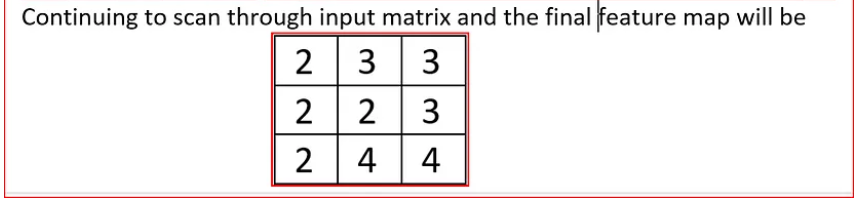 Continuing to scan through input matrix and the final feature map will be
2 3 3
2 2 3
2 4 4